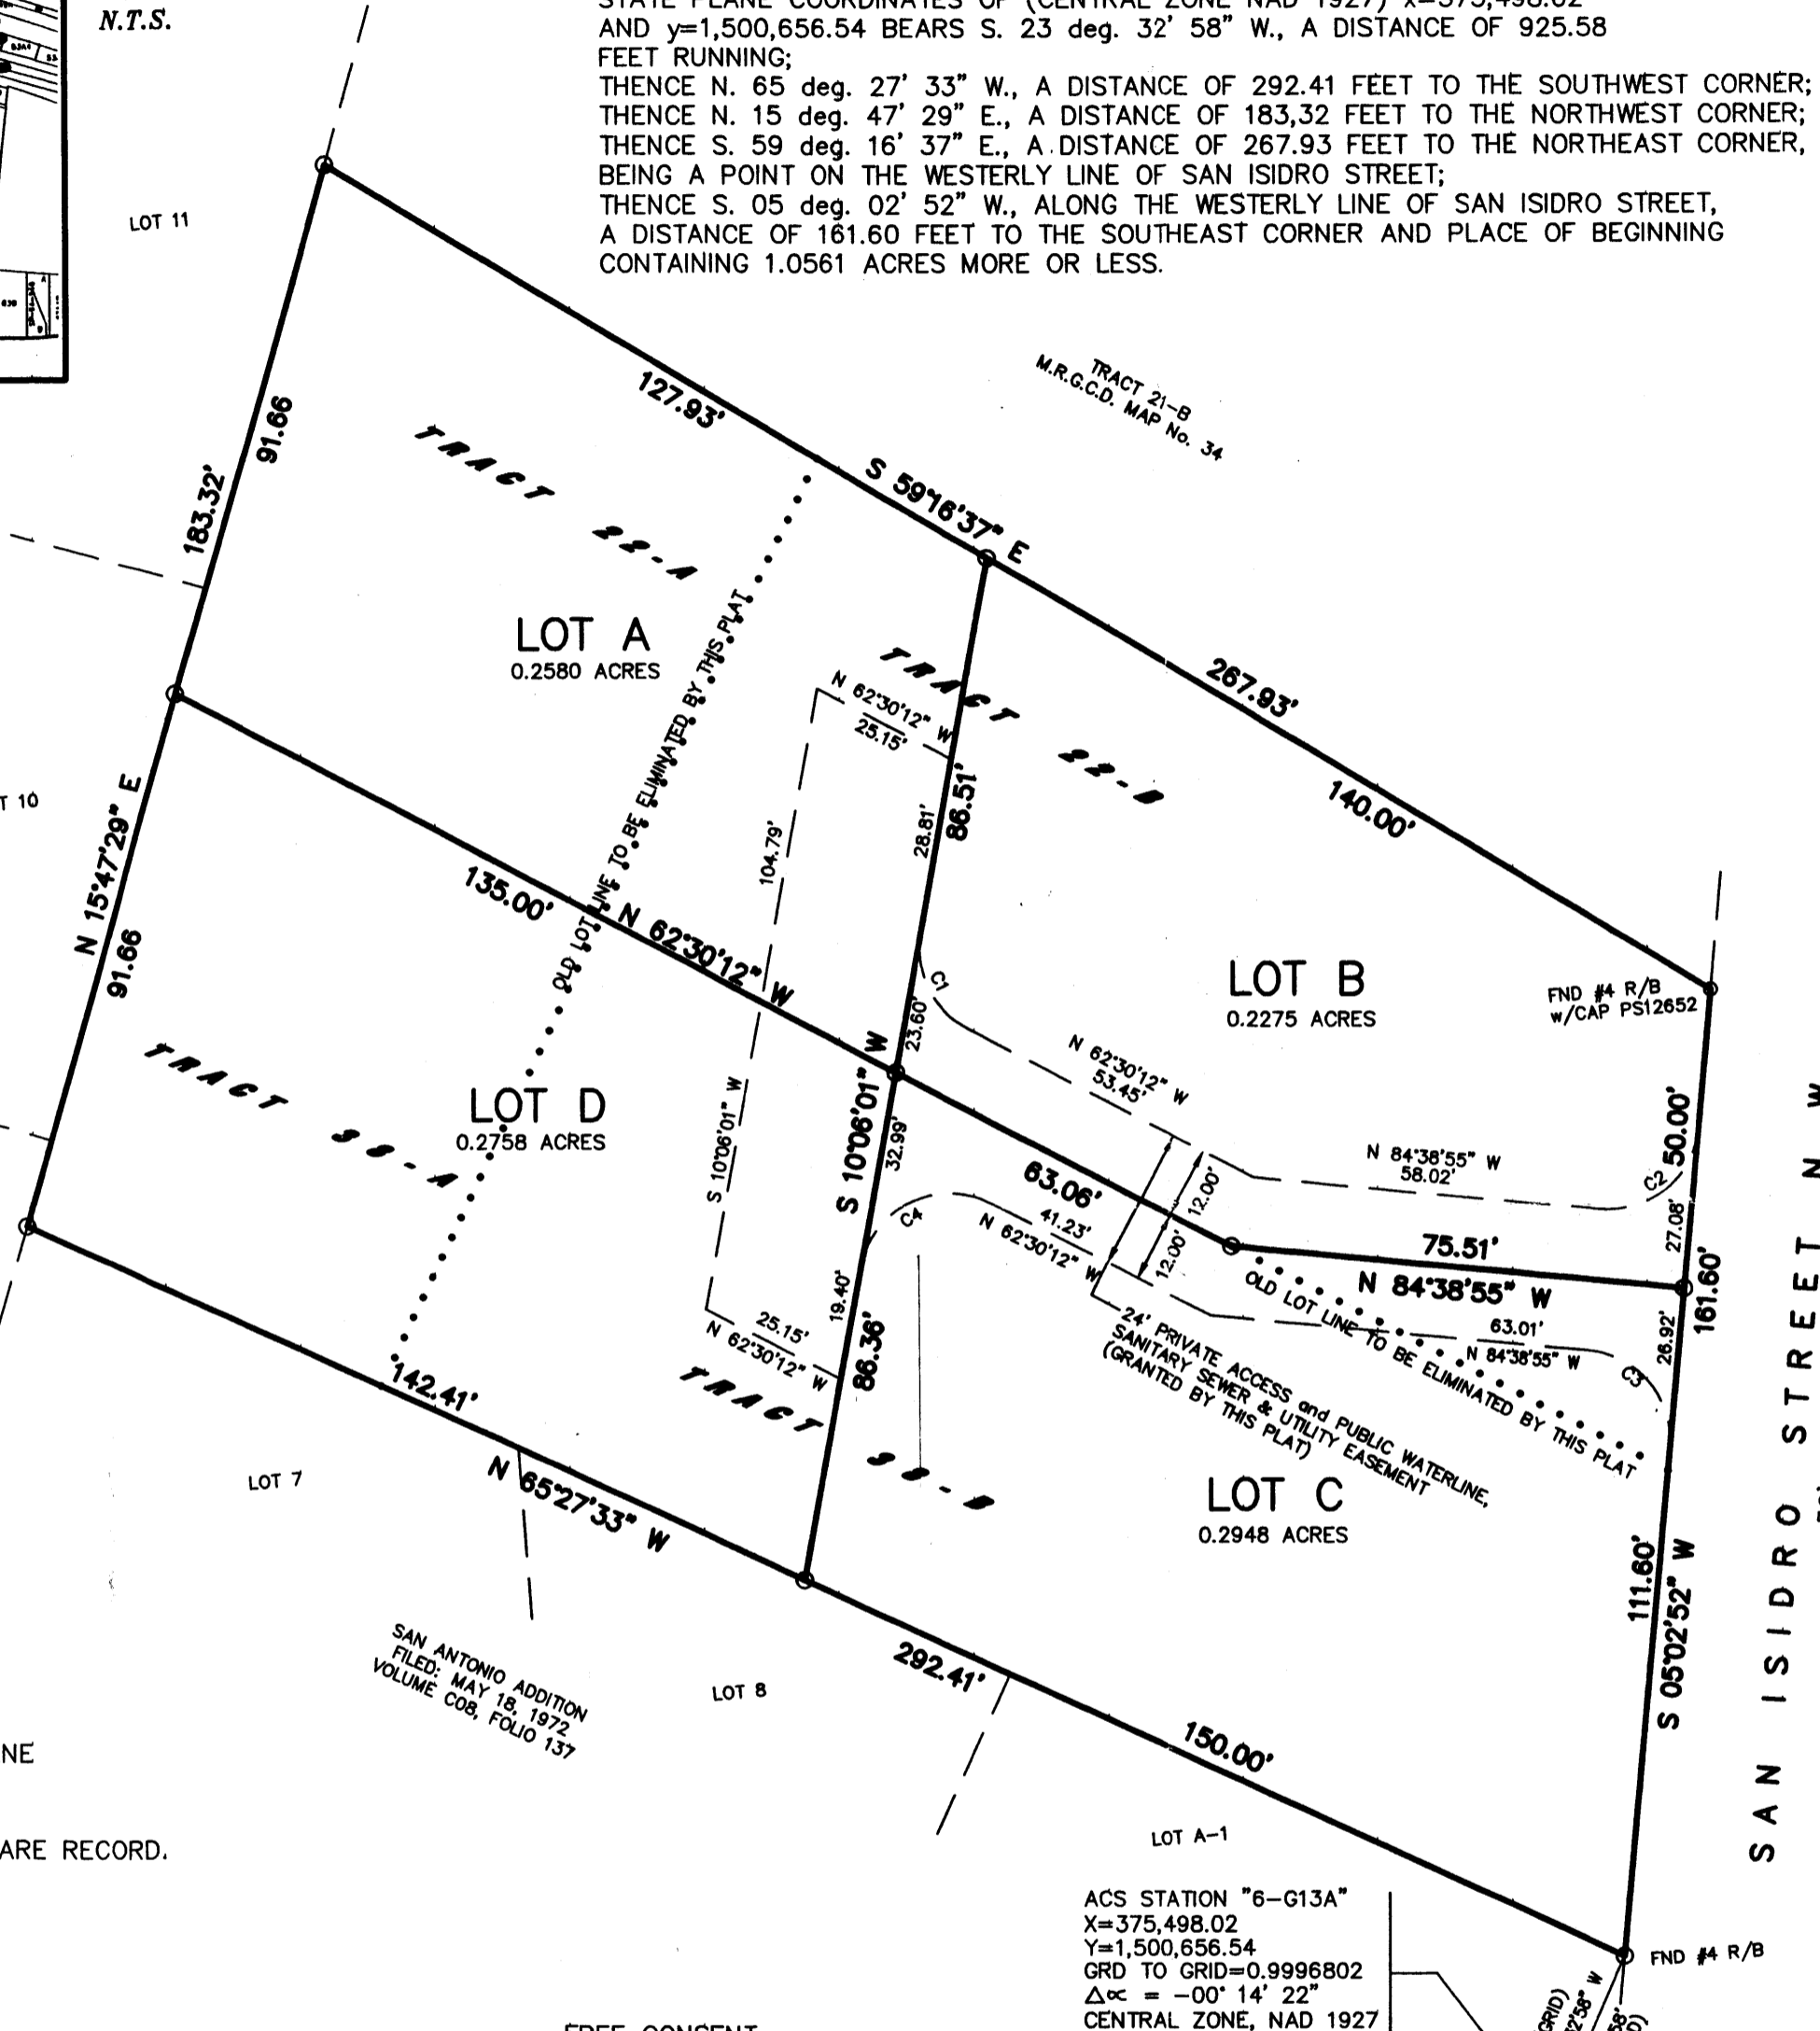 N.T.S.
STATE PLANE COORDINATES OF (CENTRAL ZONE NAD 1927) x=375,498.02
AND y=1,500,656.54 BEARS S. 23 deg. 32' 58" W., A DISTANCE OF 925.58
FEET RUNNING;
THENCE N. 65 deg. 27' 33" W., A DISTANCE OF 292.41 FEET TO THE SOUTHWEST CORNER;
THENCE N. 15 deg. 47' 29" E., A DISTANCE OF 183,32 FEET TO THE NORTHWEST CORNER;
THENCE S. 59 deg. 16' 37" E., A DISTANCE OF 267.93 FEET TO THE NORTHEAST CORNER,
BEING A POINT ON THE WESTERLY LINE OF SAN ISIDRO STREET;
THENCE S. 05 deg. 02' 52" W., ALONG THE WESTERLY LINE OF SAN ISIDRO STREET,
A DISTANCE OF 161.60 FEET TO THE SOUTHEAST CORNER AND PLACE OF BEGINNING
CONTAINING 1.0561 ACRES MORE OR LESS.
LOT 11
TRACT 21-B
M.R.G.C.D. MAP No. 34
127.93'
91.66
183.32'
TRACT 22-A
S 59°16'37" E
LOT A
0.2580 ACRES
TRACT 22-B
267.93'
140.00'
N 62°30'12" W
25.15'
86.51'
28.81'
104.79'
T 10
N 15°47'29" E
91.66
135.00'
N 62°30'12" W
OLD LOT LINE TO BE ELIMINATED BY THIS PLAT
C1
23.60'
LOT B
0.2275 ACRES
FND #4 R/B
w/CAP PS12652
N 62°30'12" W
53.45'
TRACT 33-A
LOT D
0.2758 ACRES
S 10°06'01" W
S 10°06'01" W
32.99'
63.06'
12.00'
12.00'
N 84°38'55" W
58.02'
C2
50.00'
27.08'
C4
41.23'
N 62°30'12" W
75.51'
N 84°38'55" W
161.60'
19.40'
86.36'
25.15'
N 62°30'12" W
63.01'
N 84°38'55" W
26.92'
C3
OLD LOT LINE TO BE ELIMINATED BY THIS PLAT
24' PRIVATE ACCESS and PUBLIC WATERLINE,
SANITARY SEWER & UTILITY EASEMENT
(GRANTED BY THIS PLAT)
142.41'
TRACT 33-B
LOT 7
N 65°27'33" W
LOT C
0.2948 ACRES
111.60'
S 05°02'52" W
SAN ISIDRO STREET N W
SAN ANTONIO ADDITION
FILED: MAY 18, 1972
VOLUME C08, FOLIO 137
LOT 8
292.41'
150.00'
NE
ARE RECORD.
LOT A-1
ACS STATION "6-G13A"
X=375,498.02
Y=1,500,656.54
GRD TO GRID=0.9996802
Δ∝ = -00° 14' 22"
CENTRAL ZONE, NAD 1927
FND #4 R/B
FREE CONSENT